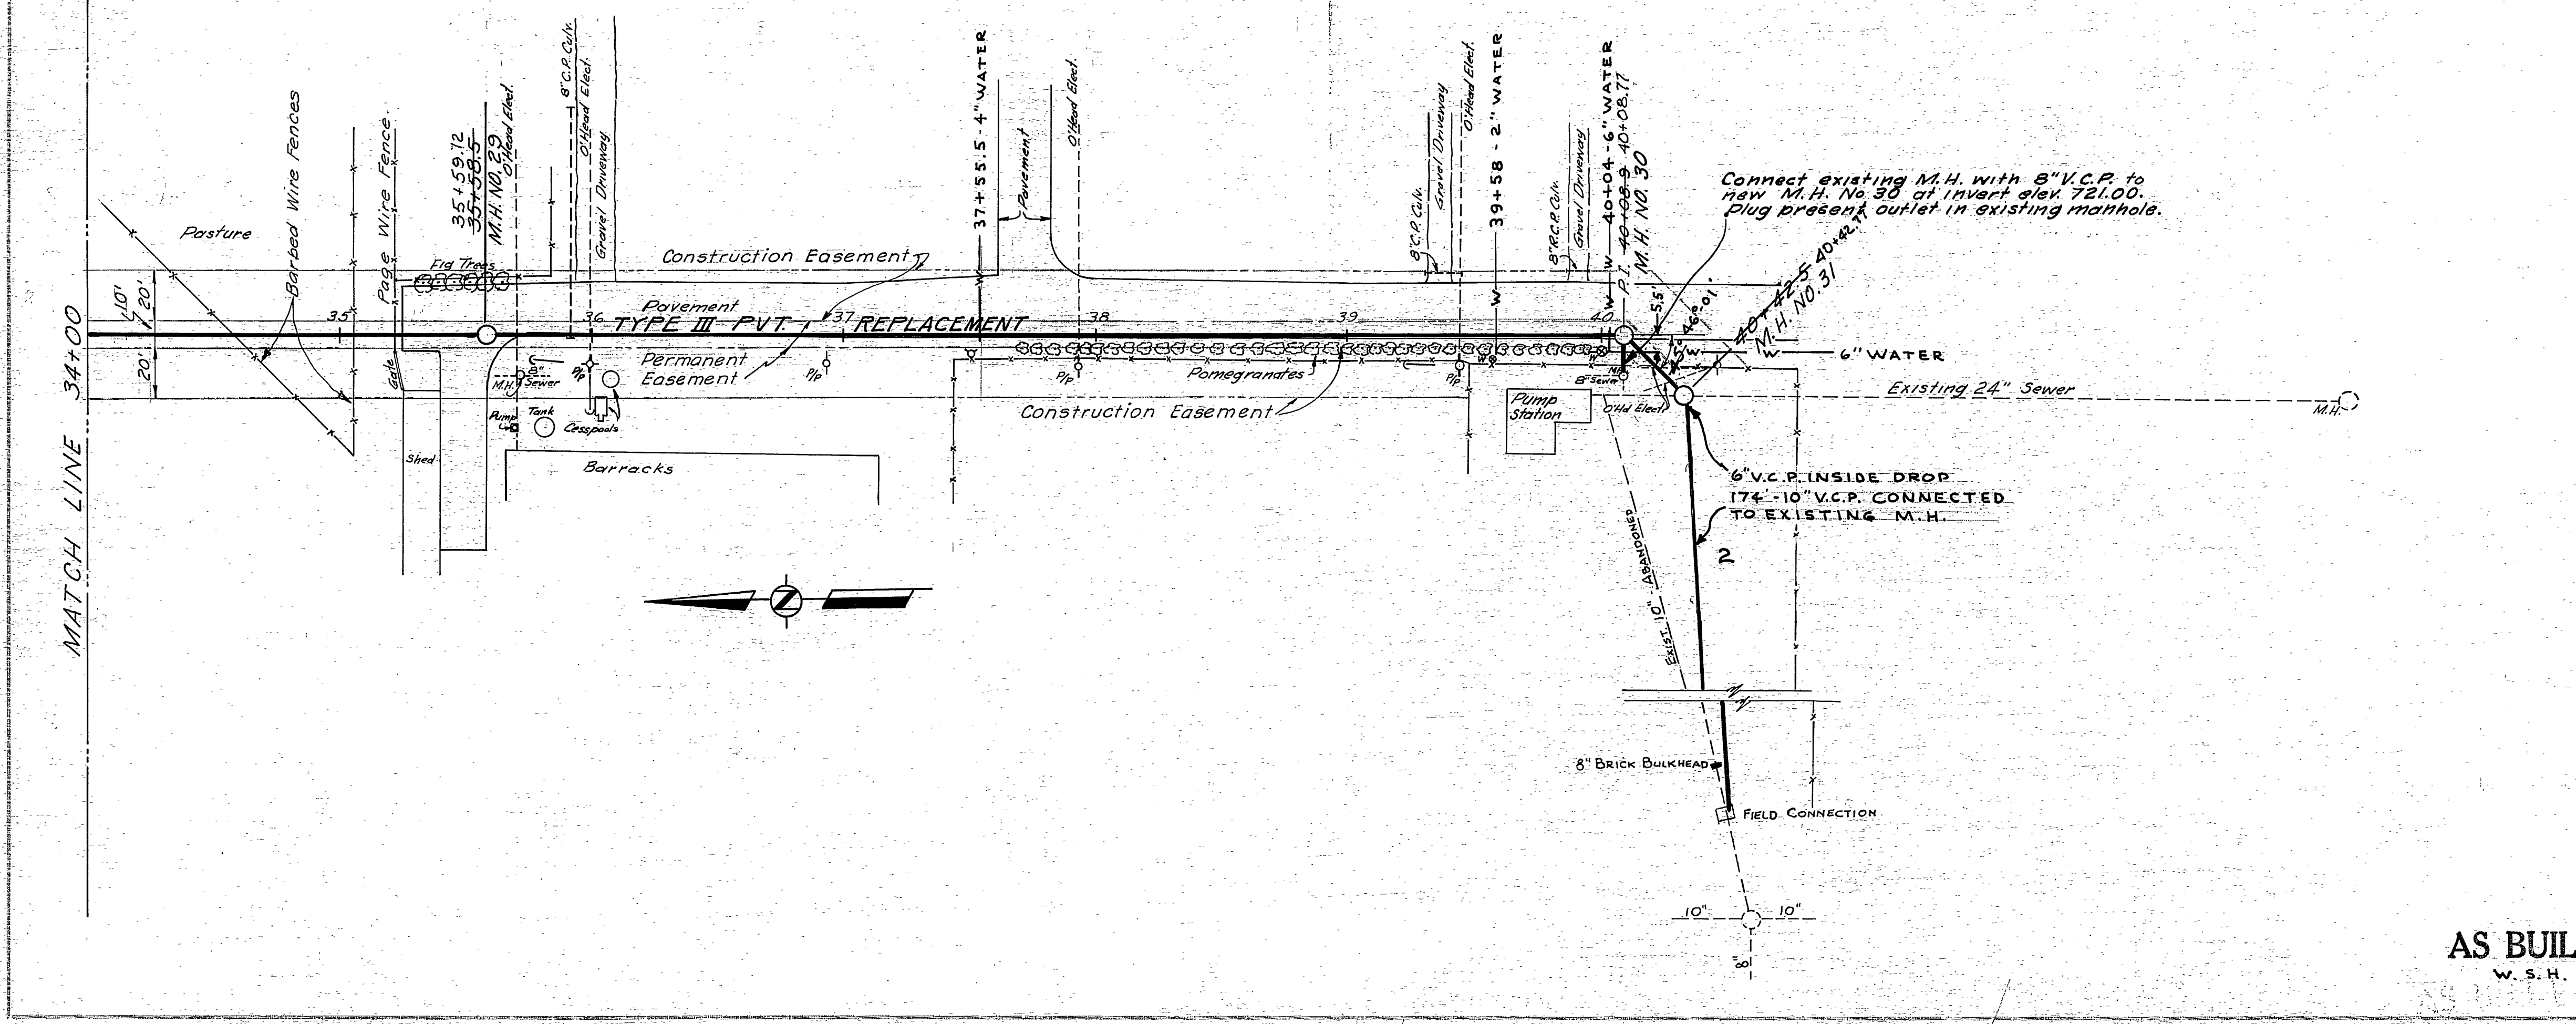 MATCH LINE 34+00
10'
20'
20'
Pasture
Barbed Wire Fences
Page Wire Fence
Gate
Shed
Fig Trees
35+59.12
35+58.5
M.H. NO. 29
O'Head Elect.
8" C.P. Culv.
O'Head Elect.
Gravel Driveway
35
36
37
38
39
40
Construction Easement
Pavement
TYPE III PVT. REPLACEMENT
Permanent
Easement
8"
Sewer
M.H.
P/P
P/P
P/P
P/P
Pump
Tank
Cesspools
Barracks
37+55.5-4" WATER
W
Pavement
O'Head Elect.
Pomegranates
Construction Easement
8" C.P. Culv.
Gravel Driveway
O'Head Elect.
39+58 - 2" WATER
W
8" R.C.P. Culv.
Gravel Driveway
W 40+04-6" WATER
W
P.I. 40+08.9 40+08.77
M.H. NO. 30
Connect existing M.H. with 8" V.C.P. to
new M.H. No 30 at invert elev. 721.00.
Plug present outlet in existing manhole.
5.5'
40+42.5
M.H. NO. 31
W
W
6" WATER
8" Sewer
O'Hd Elect.
Pump
Station
Existing 24" Sewer
M.H.
6" V.C.P. INSIDE DROP
174'-10" V.C.P. CONNECTED
TO EXISTING M.H.
2
EXIST. 10" ABANDONED
8" BRICK BULKHEAD
FIELD CONNECTION
10" 10"
8"
AS BUIL
W. S. H.